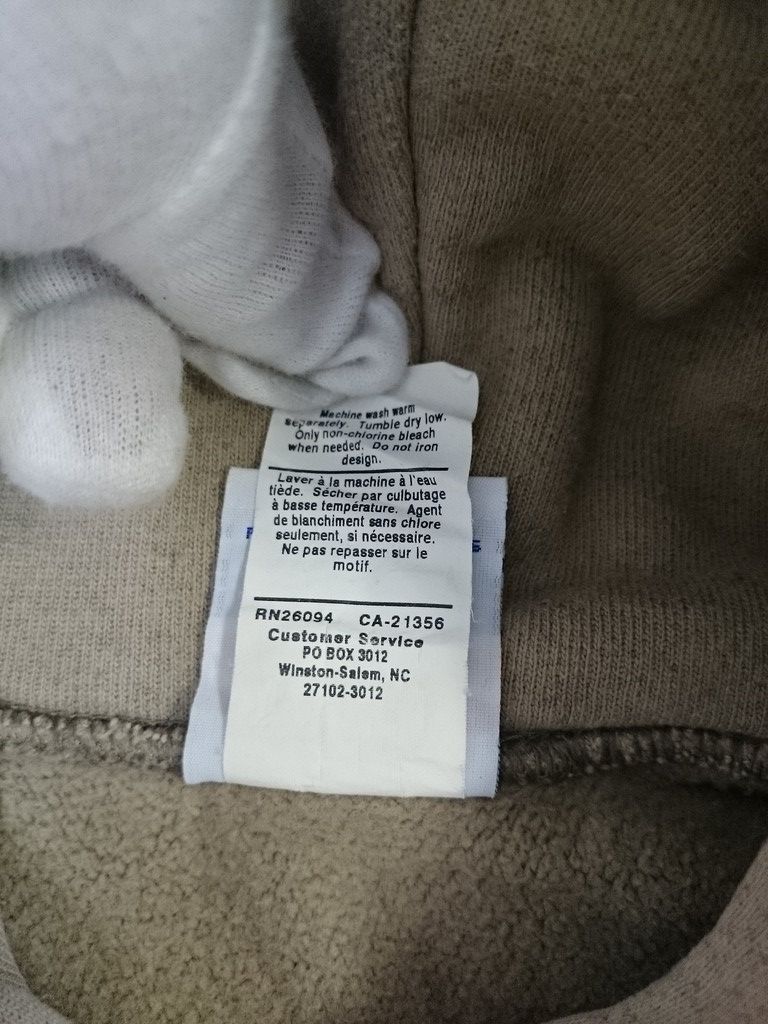 Machine wash warm
separately. Tumble dry low.
Only non-chlorine bleach
when needed. Do not iron
design.
Laver à la machine à l'eau
tiède. Sécher par culbutage
à basse température. Agent
de blanchiment sans chlore
seulement, si nécessaire.
Ne pas repasser sur le
motif.
RN26094 CA-21356
Customer Service
PO BOX 3012
Winston-Salem, NC
27102-3012